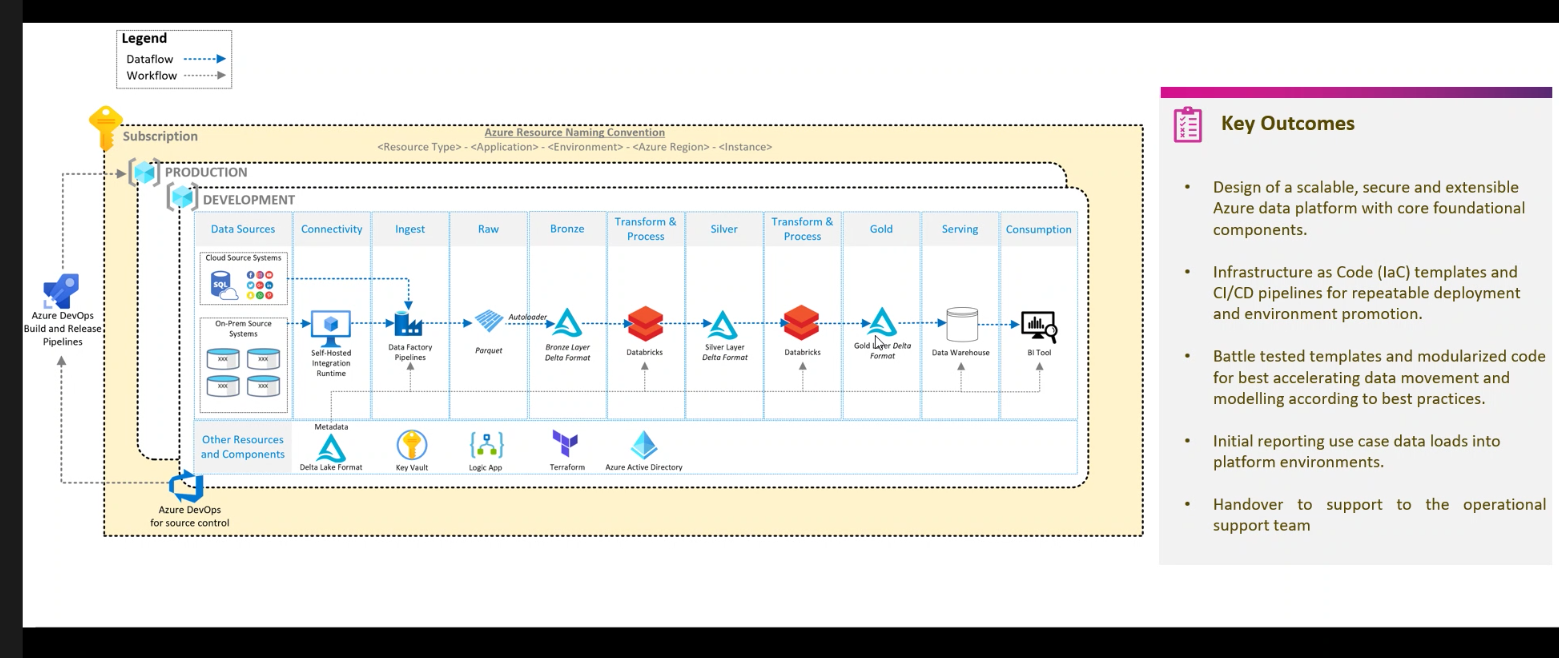 Legend
Dataflow
Workflow
Subscription
Azure Resource Naming Convention
<Resource Type> - <Application> - <Environment> - <Azure Region> - <Instance>
PRODUCTION
DEVELOPMENT
Data Sources
Connectivity
Ingest
Raw
Bronze
Transform &
Process
Silver
Transform &
Process
Gold
Serving
Consumption
Cloud Source Systems
SQL
On-Prem Source
Systems
xxx
xxx
xxx
xxx
Self-Hosted
Integration
Runtime
Data Factory
Pipelines
Parquet
Autoloader
Bronze Layer
Delta Format
Databricks
Silver Layer
Delta Format
Databricks
Gold Layer Delta
Format
Data Warehouse
BI Tool
Azure DevOps
Build and Release
Pipelines
Other Resources
and Components
Metadata
Delta Lake Format
Key Vault
Logic App
Terraform
Azure Active Directory
Azure DevOps
for source control
Key Outcomes
• Design of a scalable, secure and extensible
Azure data platform with core foundational
components.
• Infrastructure as Code (IaC) templates and
CI/CD pipelines for repeatable deployment
and environment promotion.
• Battle tested templates and modularized code
for best accelerating data movement and
modelling according to best practices.
• Initial reporting use case data loads into
platform environments.
• Handover to support to the operational
support team